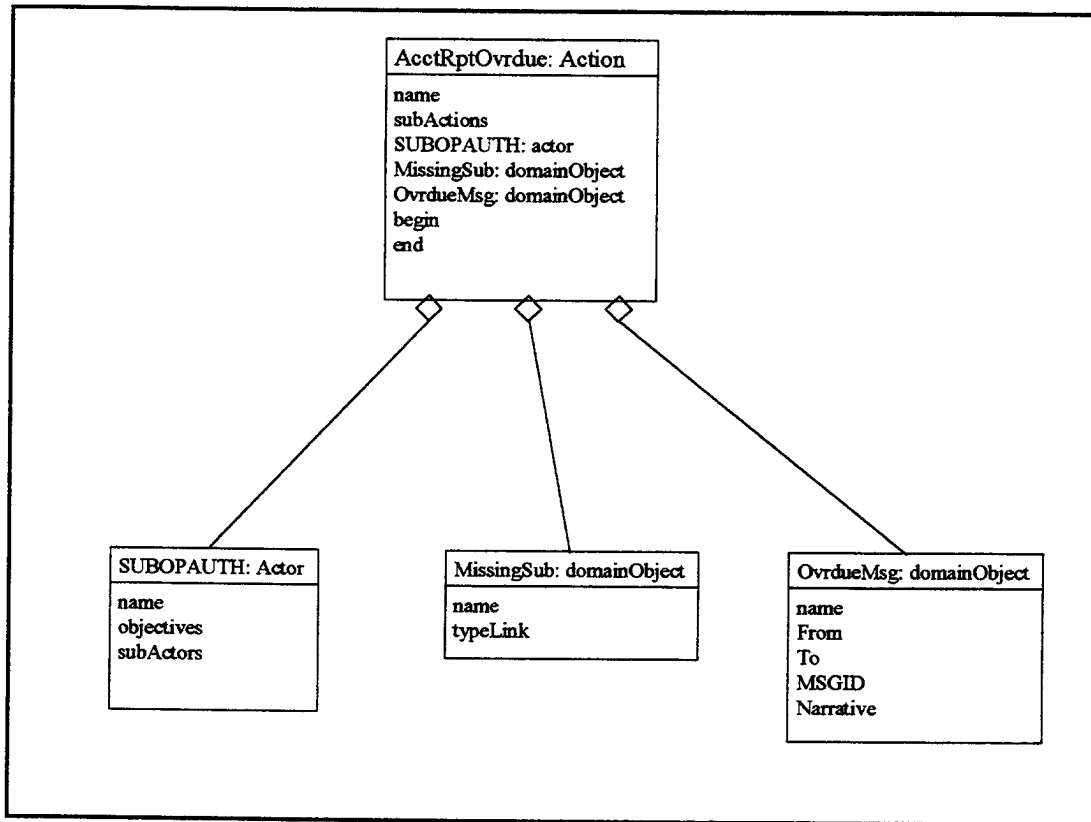 AcctRptOvrdue: Action
name
subActions
SUBOPAUTH: actor
MissingSub: domainObject
OvrdueMsg: domainObject
begin
end
SUBOPAUTH: Actor
name
objectives
subActors
MissingSub: domainObject
name
typeLink
OvrdueMsg: domainObject
name
From
To
MSGID
Narrative